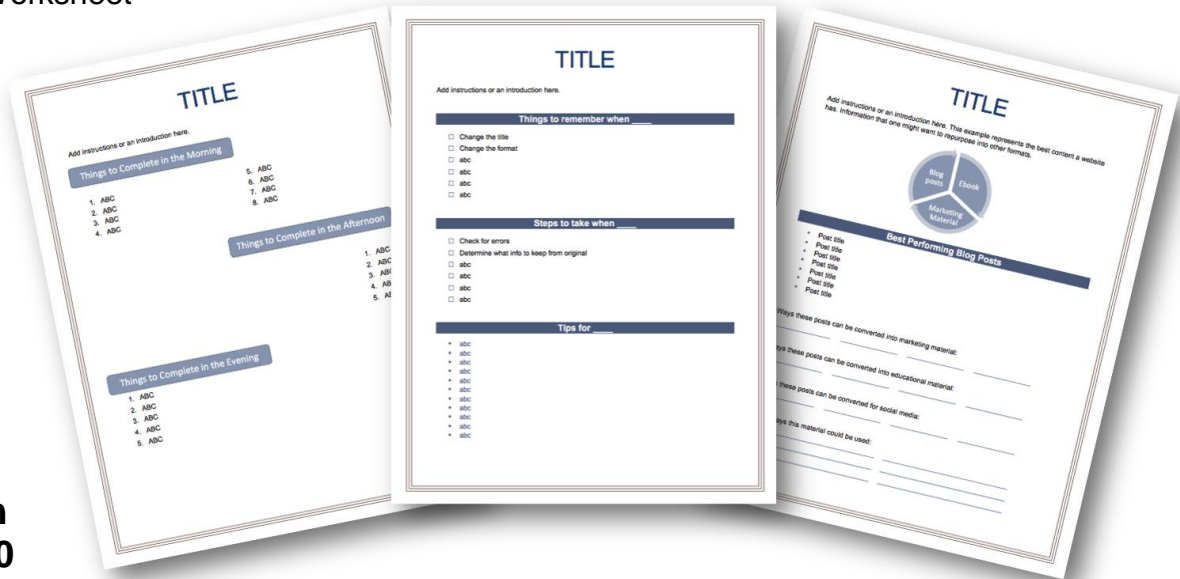 TITLE
Add instructions or an introduction here.
Things to Complete in the Morning
1. ABC
2. ABC
3. ABC
4. ABC
5. ABC
6. ABC
7. ABC
8. ABC
Things to Complete in the Afternoon
1. ABC
2. ABC
3. ABC
4.
5.
Things to Complete in the Evening
1. ABC
2. ABC
3. ABC
4. ABC
5. ABC
TITLE
Add instructions or an introduction here.
Things to remember when ____
☐ Change the title
☐ Change the format
☐ abc
☐ abc
☐ abc
☐ abc
Steps to take when ____
☐ Check for errors
☐ Determine what info to keep from original
☐ abc
☐ abc
☐ abc
☐ abc
Tips for ____
• abc
• abc
• abc
• abc
• abc
• abc
• abc
• abc
• abc
• abc
• abc
TITLE
Add instructions or an introduction here. This example represents the best content a website
has. Information that one might want to repurpose into other formats.
Blog
posts
Ebook
Marketing
Material
Best Performing Blog Posts
• Post title
• Post title
• Post title
• Post title
• Post title
• Post title
• Post title
Ways these posts can be converted into marketing material:
these posts can be converted into educational material:
these posts can be converted for social media:
this material could be used: